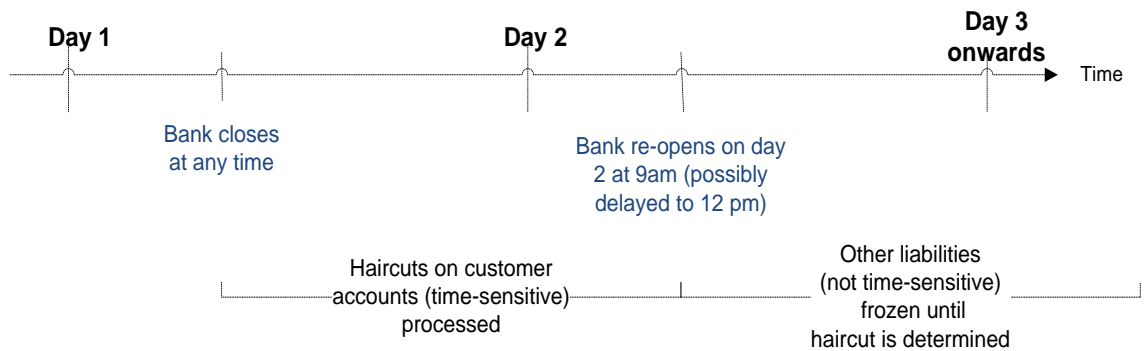 Day 1
Day 2
Day 3
onwards
Time
Bank closes
at any time
Bank re-opens on day
2 at 9am (possibly
delayed to 12 pm)
Haircuts on customer
accounts (time-sensitive)
processed
Other liabilities
(not time-sensitive)
frozen until
haircut is determined